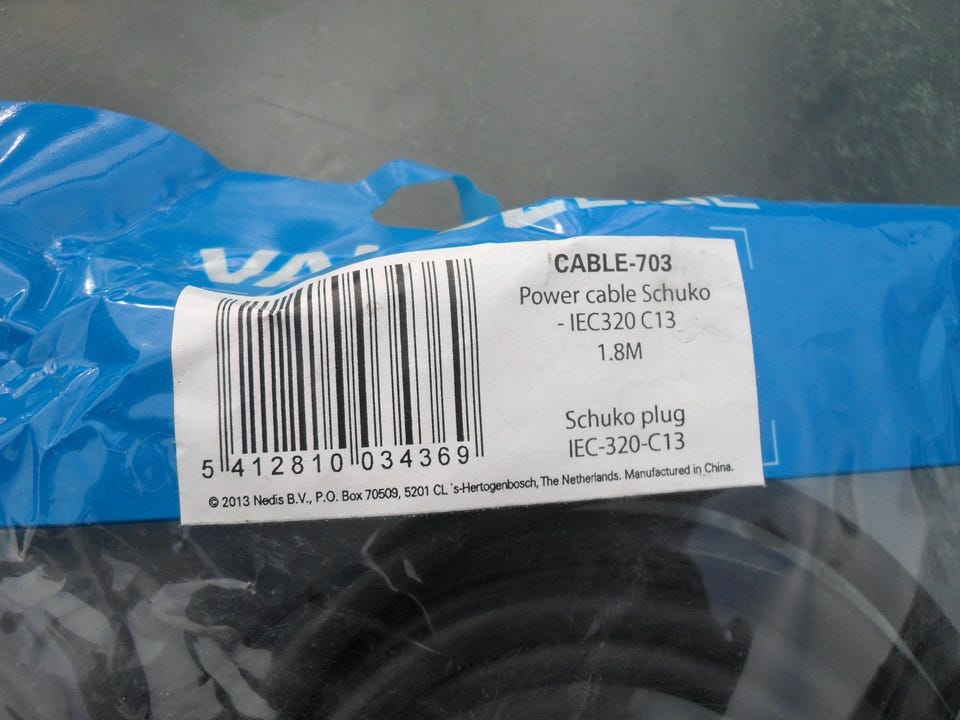 CABLE-703
Power cable Schuko
- IEC320 C13
1.8M
Schuko plug
IEC-320-C13
5 412810 034369
© 2013 Nedis B.V., P.O. Box 70509, 5201 CL `s-Hertogenbosch, The Netherlands. Manufactured in China.